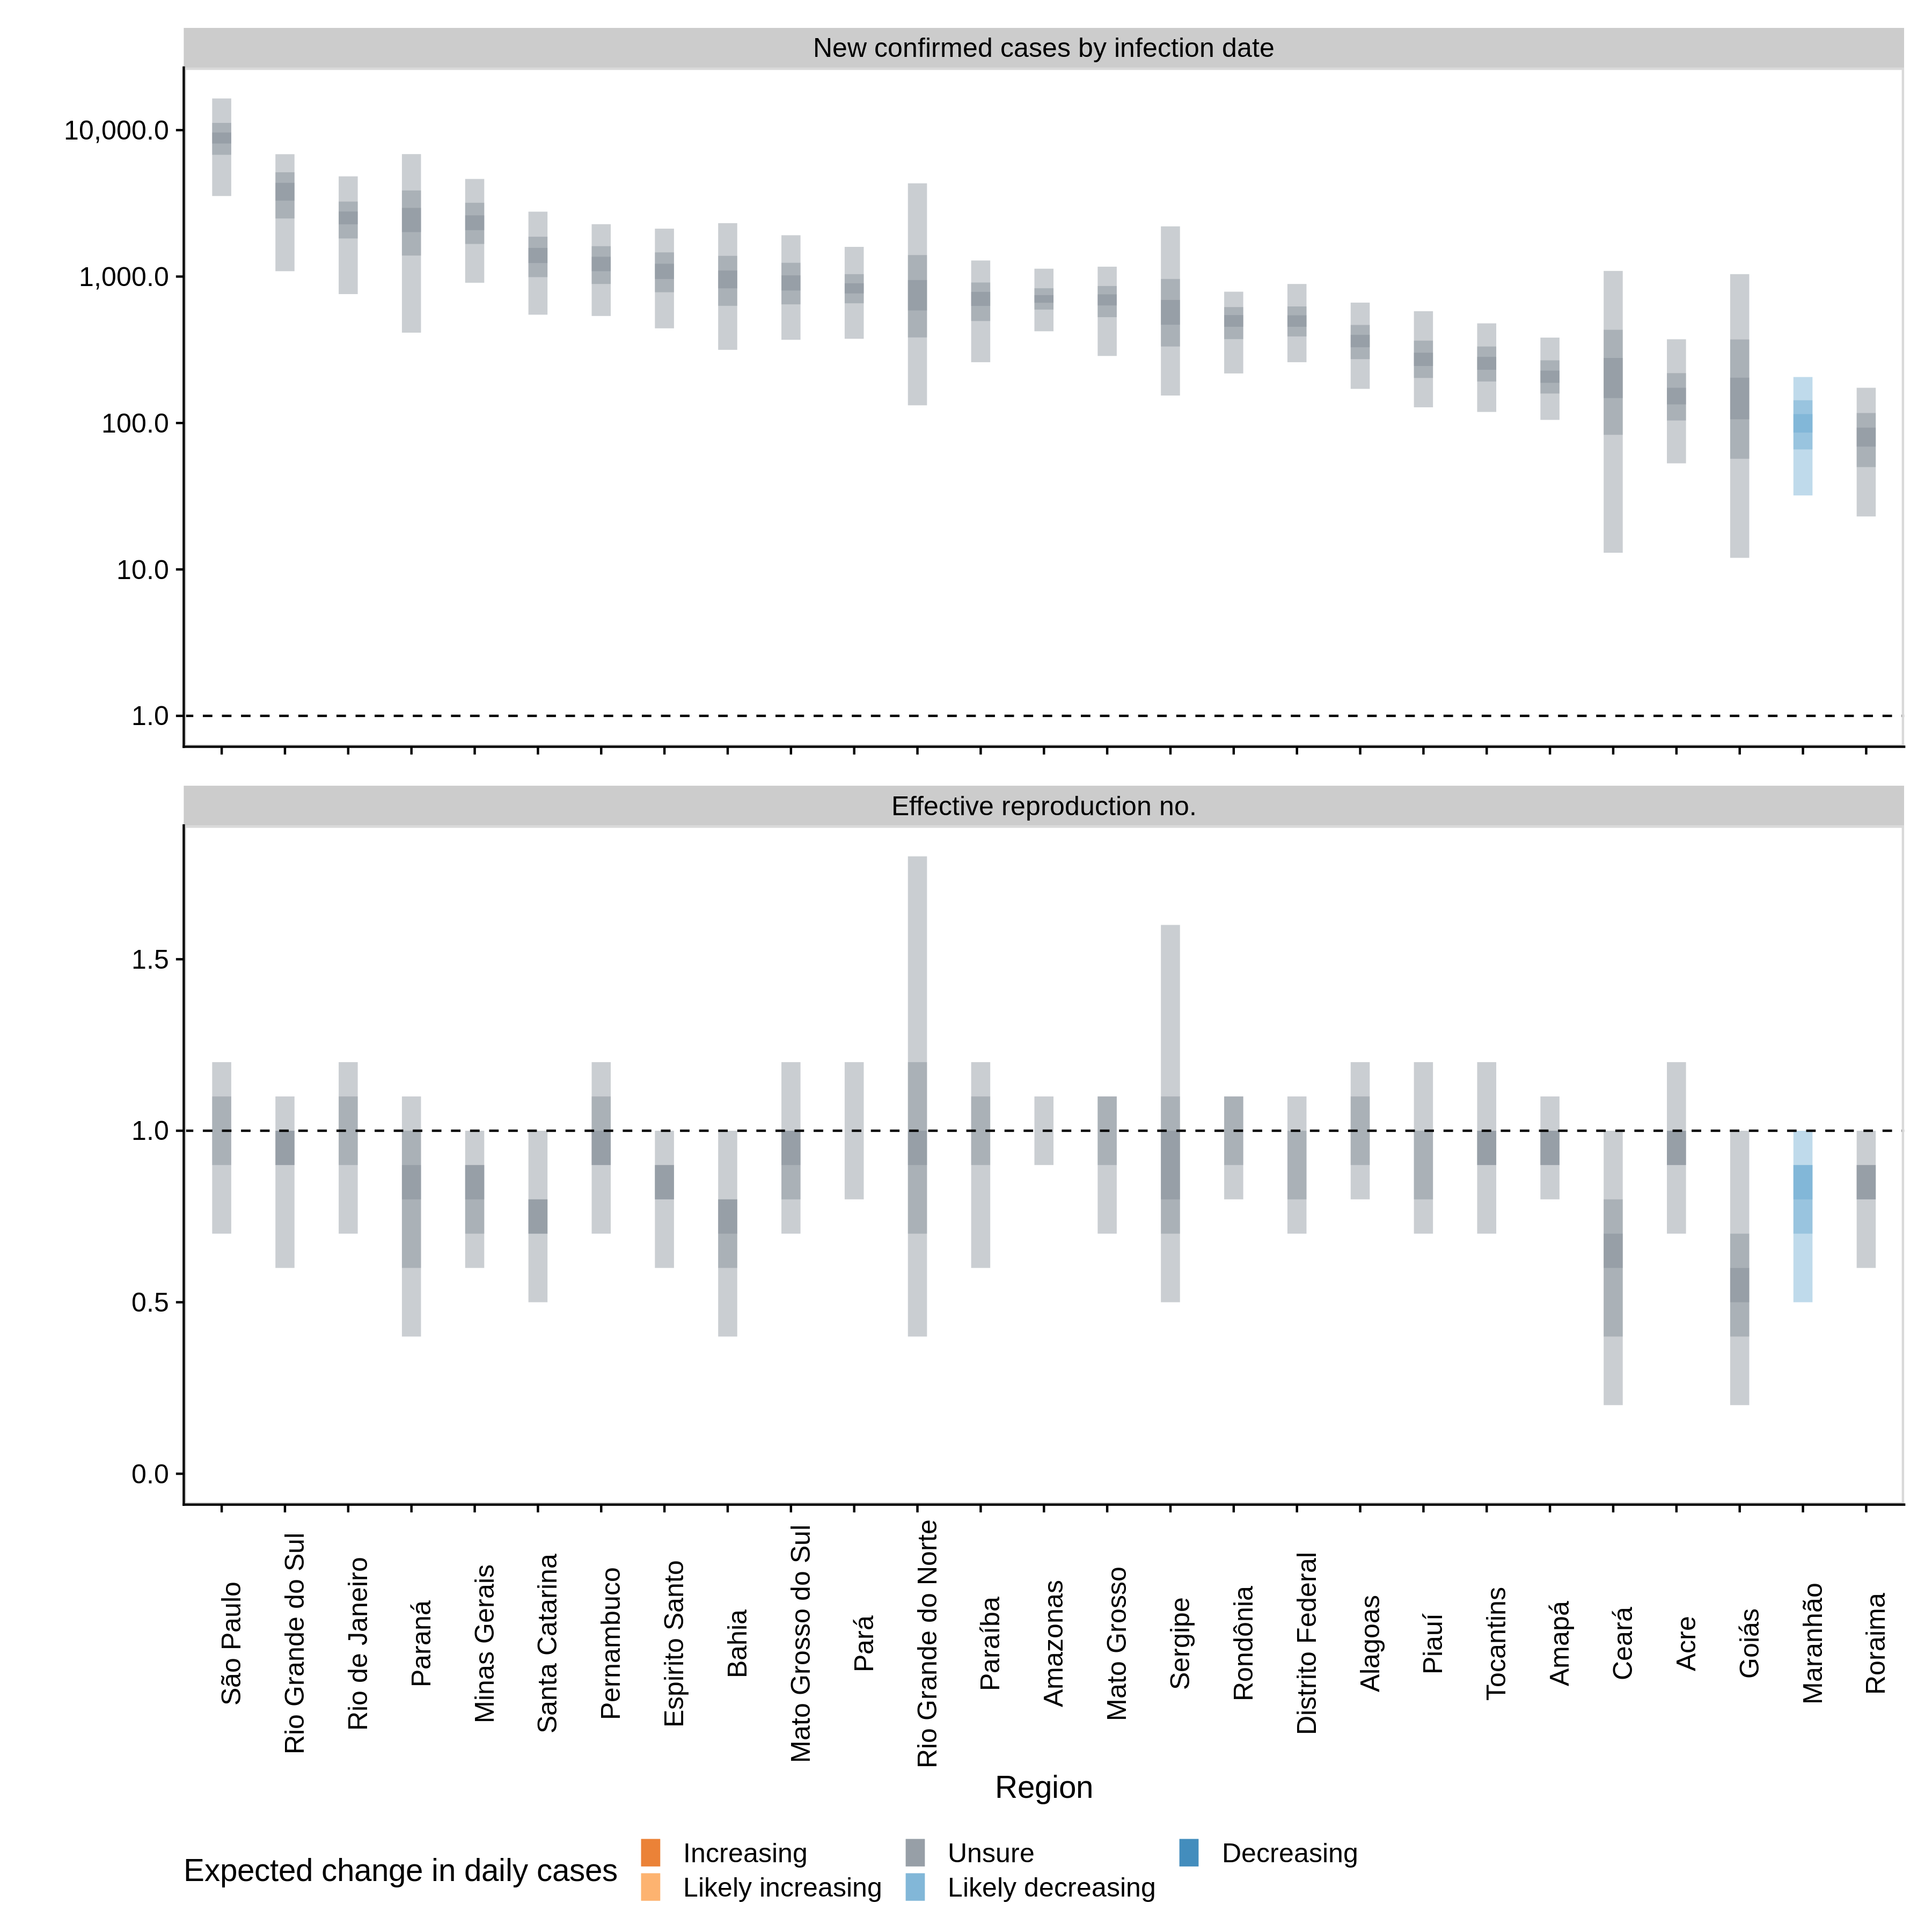 New confirmed cases by infection date
10,000.0
1,000.0
100.0
10.0
1.0
Effective reproduction no.
1.5
1.0
0.5
0.0
São Paulo
Rio Grande do Sul
Rio de Janeiro
Paraná
Minas Gerais
Santa Catarina
Pernambuco
Espirito Santo
Bahia
Mato Grosso do Sul
Pará
Rio Grande do Norte
Paraíba
Amazonas
Mato Grosso
Sergipe
Rondônia
Distrito Federal
Alagoas
Piauí
Tocantins
Amapá
Ceará
Acre
Goiás
Maranhão
Roraima
Region
Expected change in daily cases
Increasing
Likely increasing
Unsure
Likely decreasing
Decreasing